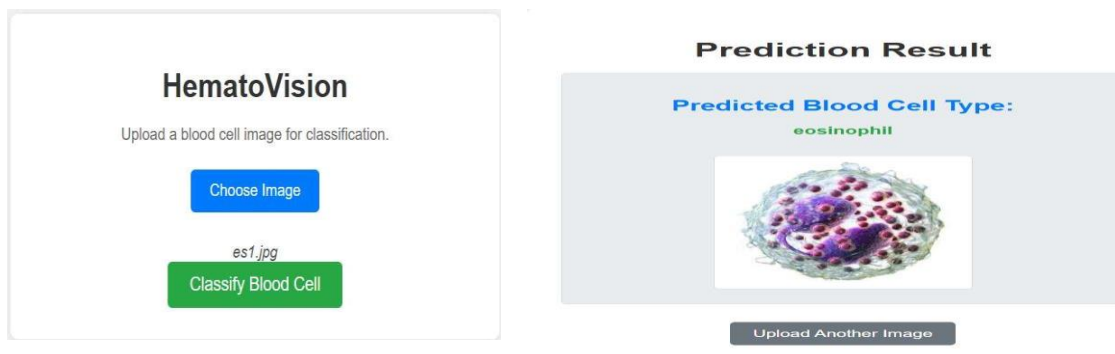 HematoVision
Upload a blood cell image for classification.
Choose Image
es1.jpg
Classify Blood Cell
Prediction Result
Predicted Blood Cell Type:
eosinophil
Upload Another Image